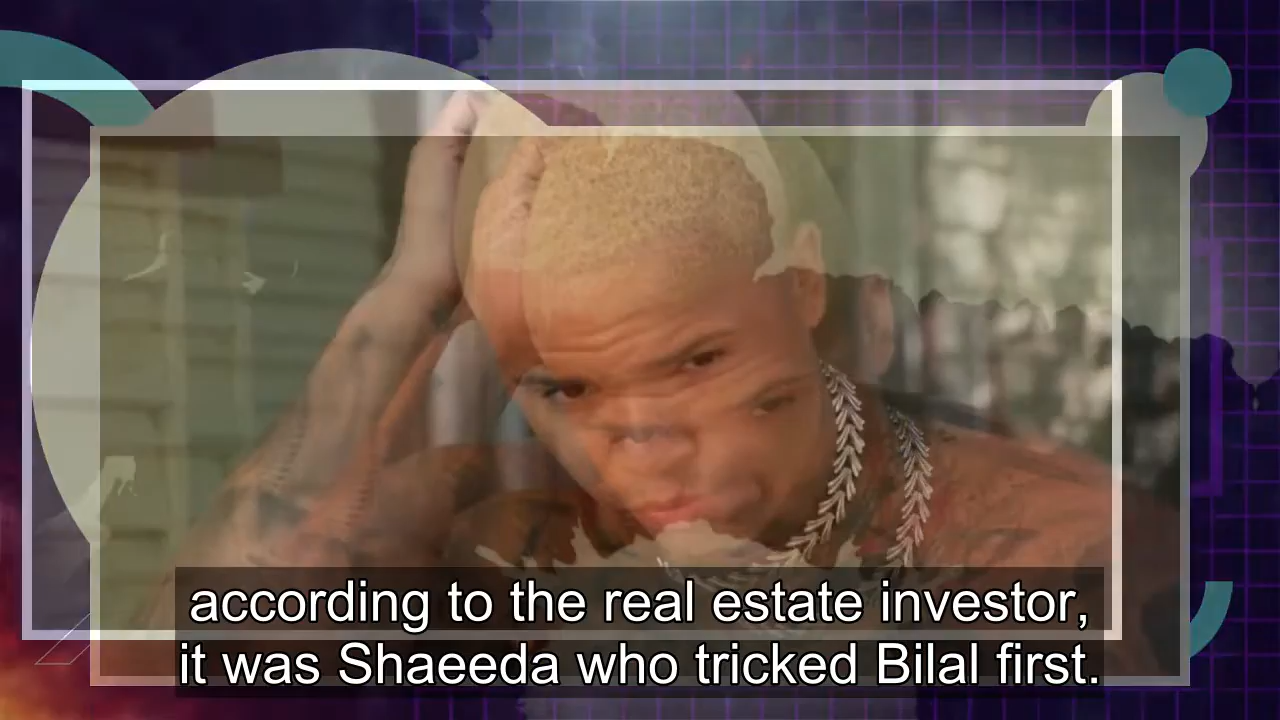 according to the real estate investor,
it was Shaeeda who tricked Bilal first.